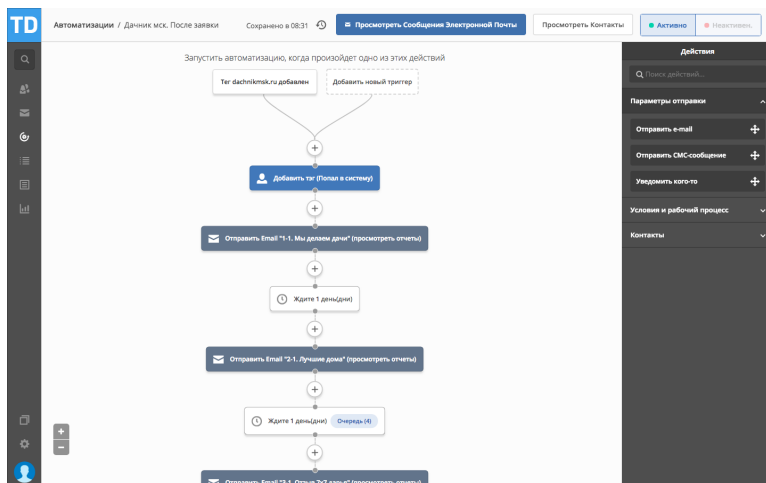 TD
Автоматизации / Дачник мск. После заявки
Сохранено в 08:31
Просмотреть Сообщения Электронной Почты
Просмотреть Контакты
Активно
Неактивен.
Запустить автоматизацию, когда произойдет одно из этих действий
Тег dachnikmsk.ru добавлен
Добавить новый триггер
+
Добавить тэг (Попал в систему)
+
Отправить Email "1-1. Мы делаем дачи" (просмотреть отчеты)
+
Ждите 1 день(дни)
+
Отправить Email "2-1. Лучшие дома" (просмотреть отчеты)
+
Ждите 1 день(дни) Очередь (4)
+
Действия
Поиск действий...
Параметры отправки
Отправить e-mail
Отправить СМС-сообщение
Уведомить кого-то
Условия и рабочий процесс
Контакты
+
−